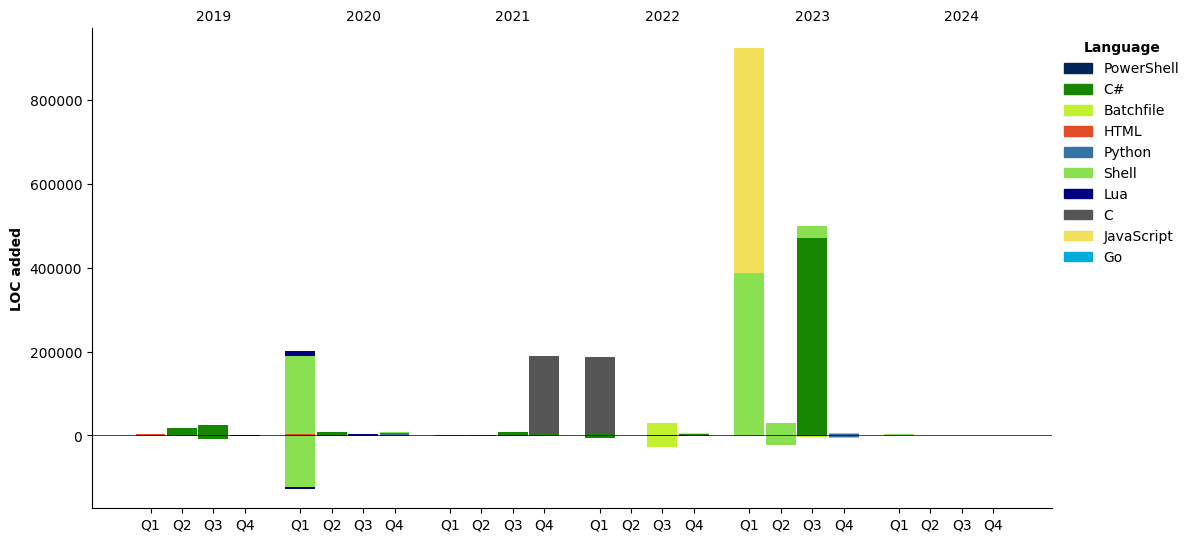 2019 2020 2021 2022 2023 2024
Language
PowerShell
C#
Batchfile
HTML
Python
Shell
Lua
C
JavaScript
Go
LOC added
800000
600000
400000
200000
0
Q1 Q2 Q3 Q4 Q1 Q2 Q3 Q4 Q1 Q2 Q3 Q4 Q1 Q2 Q3 Q4 Q1 Q2 Q3 Q4 Q1 Q2 Q3 Q4